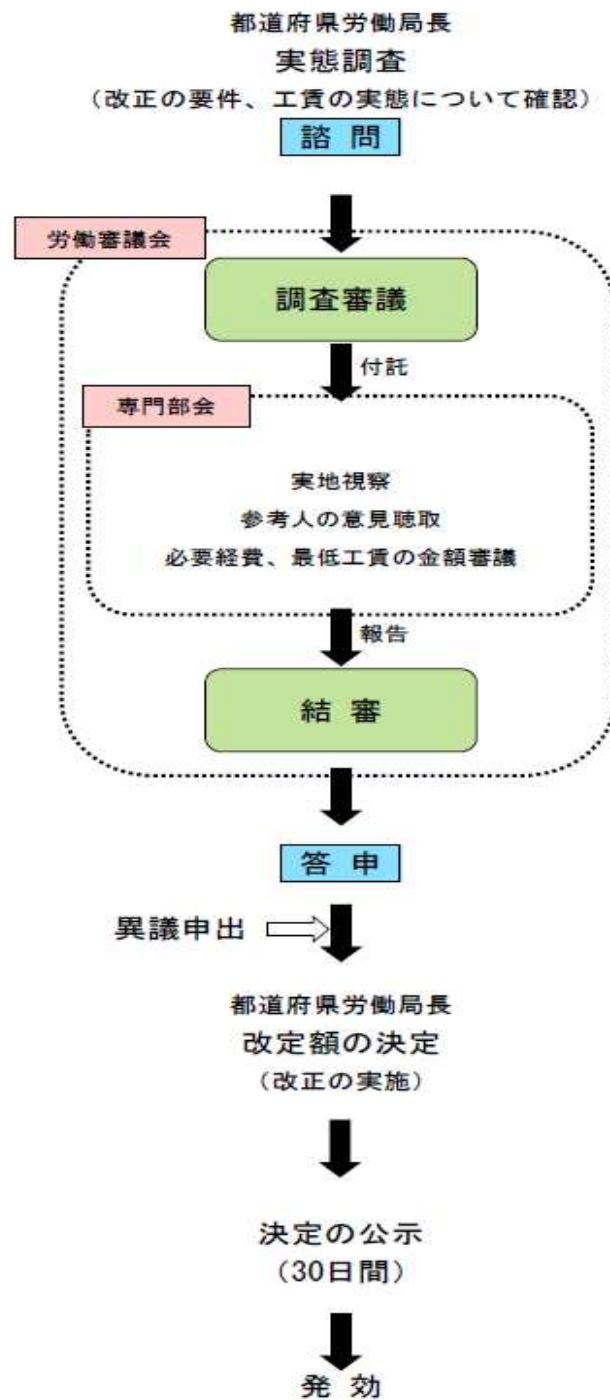 都道府県労働局長
実態調査
（改正の要件、工賃の実態について確認）
諮問
労働審議会
調査審議
付託
専門部会
実地視察
参考人の意見聴取
必要経費、最低工賃の金額審議
報告
結審
答申
異議申出
都道府県労働局長
改定額の決定
（改正の実施）
決定の公示
（30日間）
発効